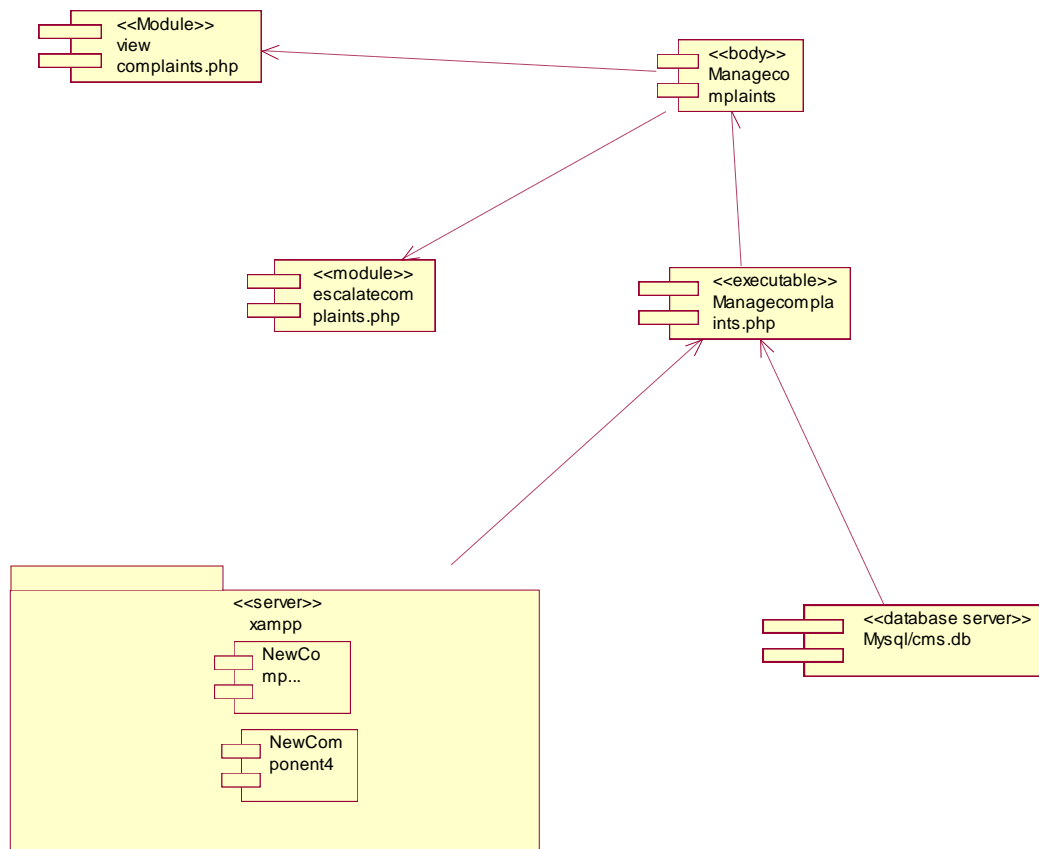 <<Module>>
view
complaints.php
<<body>>
Manageco
mplaints
<<module>>
escalatecom
plaints.php
<<executable>>
Managecompla
ints.php
<<server>>
xampp
NewCo
mp...
NewCom
ponent4
<<database server>>
Mysql/cms.db